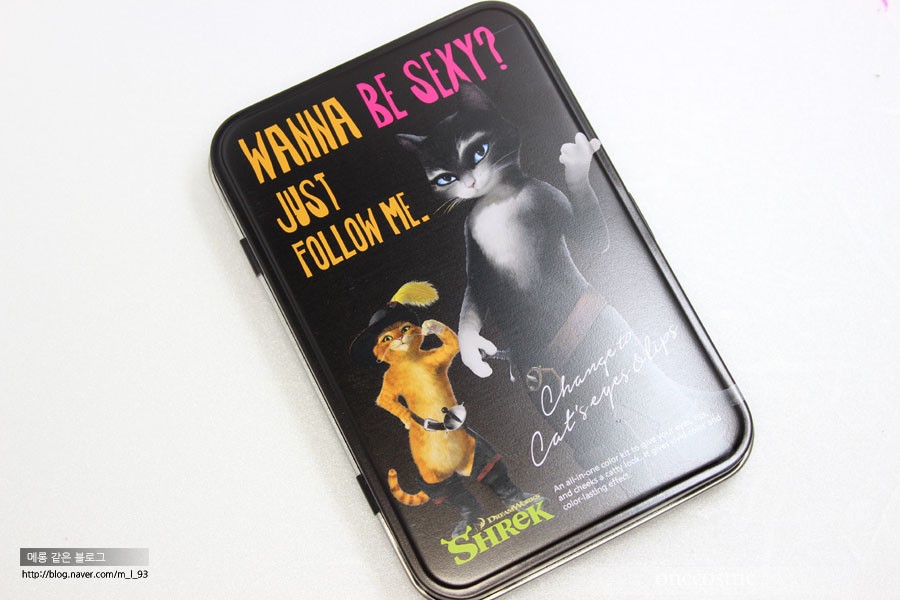 WANNA BE SEXY?
JUST
FOLLOW ME.
Change to
Cat's eyes & lips
An all-in-one color kit to give your eyes, lips
and cheeks a catty look. It gives
color-lasting effect.
DREAMWORKS
SHREK
메롱 같은 블로그
http://blog.naver.com/m_l_93